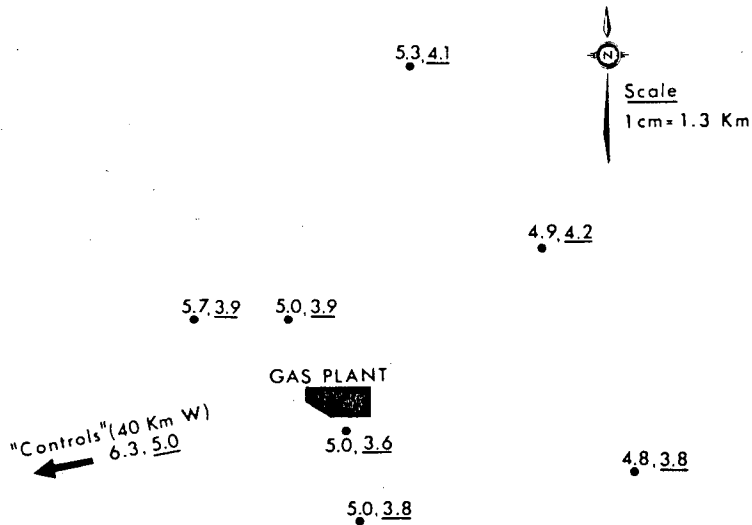 5.3, 4.1
N
Scale
1cm = 1.3 Km
4.9, 4.2
5.7, 3.9
5.0, 3.9
GAS PLANT
"Controls" (40 Km W)
6.3, 5.0
5.0, 3.6
4.8, 3.8
5.0, 3.8